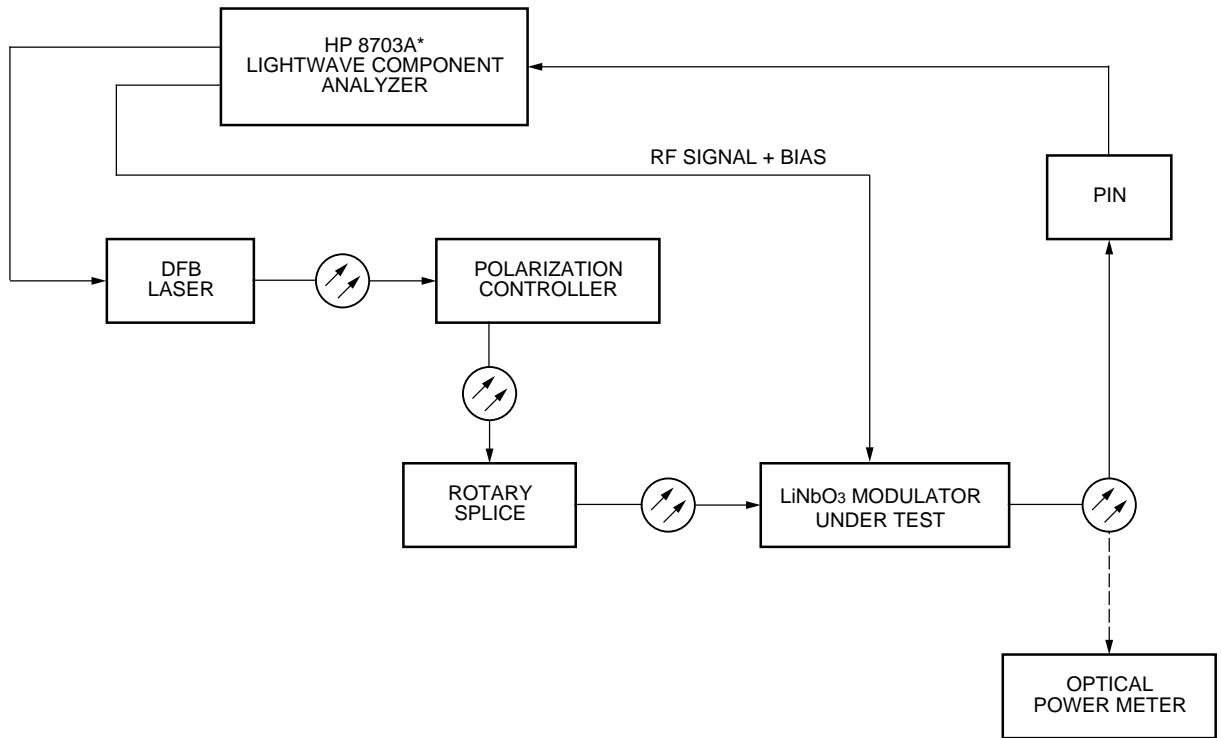 HP 8703A*
LIGHTWAVE COMPONENT
ANALYZER
RF SIGNAL + BIAS
PIN
DFB
LASER
POLARIZATION
CONTROLLER
ROTARY
SPLICE
LiNbO3 MODULATOR
UNDER TEST
OPTICAL
POWER METER